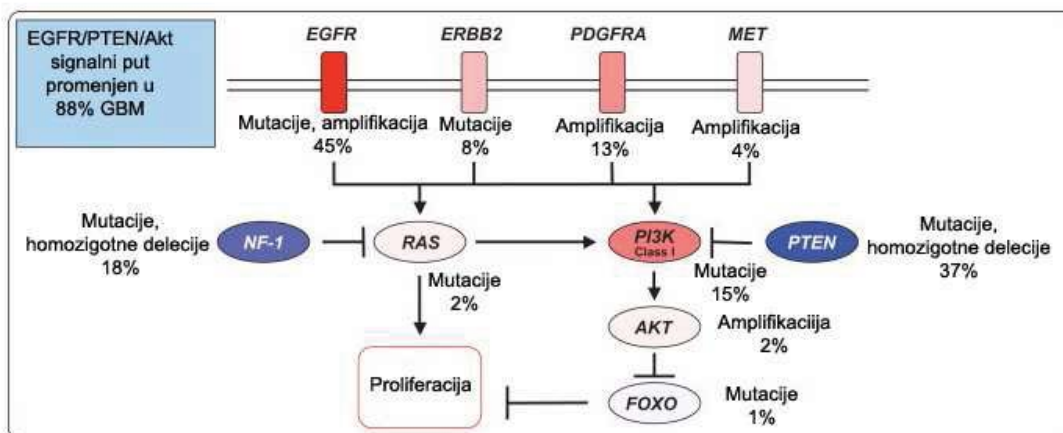 EGFR/PTEN/Akt
signalni put
promenjen u
88% GBM
EGFR
ERBB2
PDGFRA
MET
Mutacije, amplifikacija
45%
Mutacije
8%
Amplifikacija
13%
Amplifikacija
4%
Mutacije,
homozigotne delecije
18%
NF-1
RAS
PI3K
Class I
PTEN
Mutacije,
homozigotne delecije
37%
Mutacije
2%
Mutacije
15%
AKT
Amplifikaciija
2%
Proliferacija
FOXO
Mutacije
1%